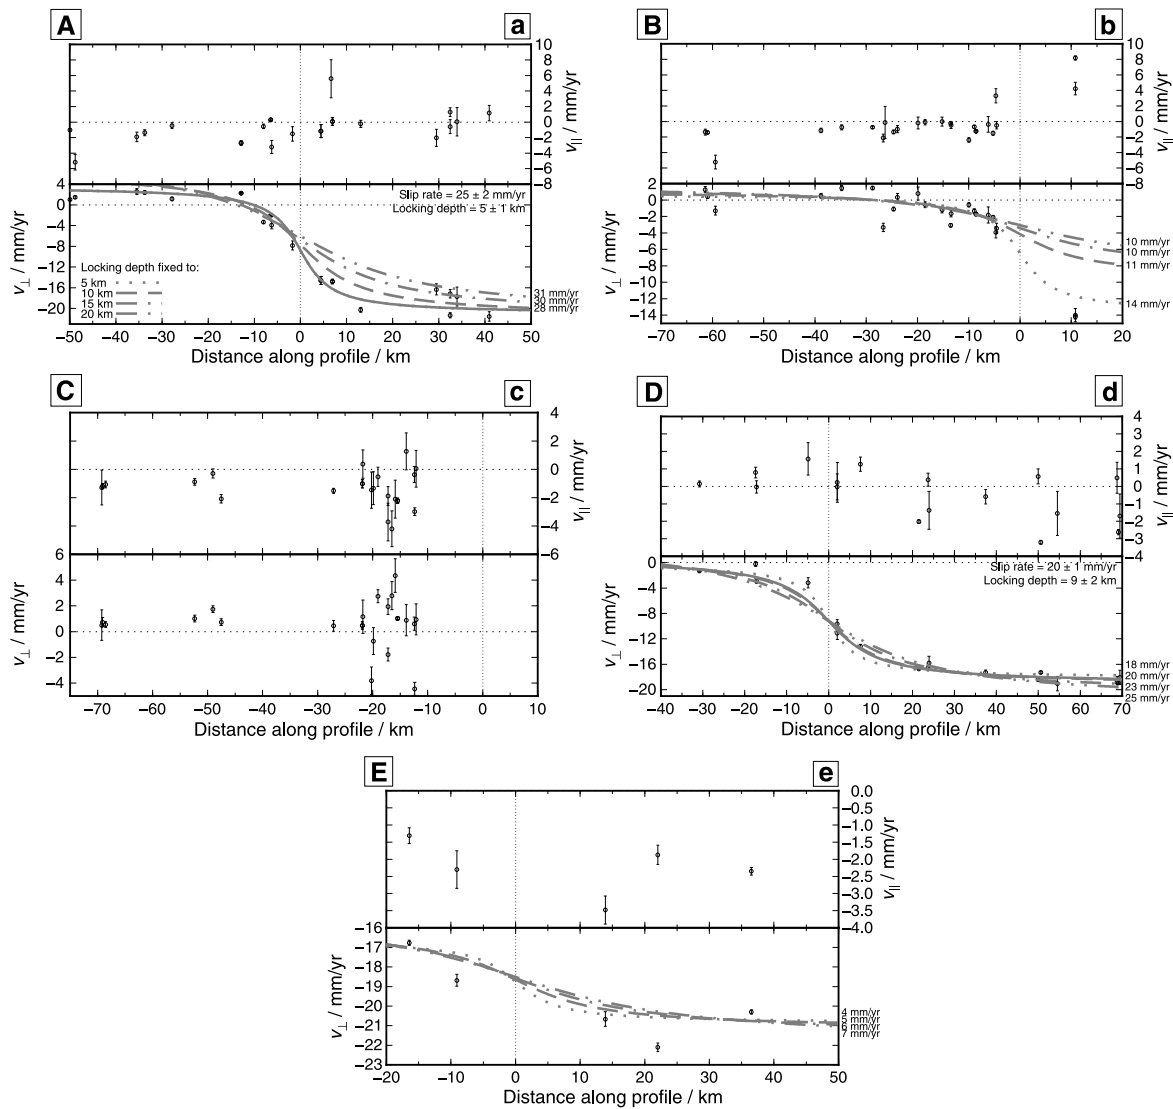 A
a
10
8
6
4
2
0
−2
−4
−6
−8
v∥ / mm/yr
4
0
−4
−8
−12
−16
−20
v⊥ / mm/yr
Slip rate = 25 ± 2 mm/yr
Locking depth = 5 ± 1 km
Locking depth fixed to:
5 km
10 km
15 km
20 km
31 mm/yr
30 mm/yr
28 mm/yr
−50 −40 −30 −20 −10 0 10 20 30 40 50
Distance along profile / km
B
b
10
8
6
4
2
0
−2
−4
−6
−8
v∥ / mm/yr
2
0
−2
−4
−6
−8
−10
−12
−14
v⊥ / mm/yr
10 mm/yr
10 mm/yr
11 mm/yr
14 mm/yr
−70 −60 −50 −40 −30 −20 −10 0 10 20
Distance along profile / km
C
c
4
2
0
−2
−4
−6
v∥ / mm/yr
6
4
2
0
−2
−4
v⊥ / mm/yr
−70 −60 −50 −40 −30 −20 −10 0 10
Distance along profile / km
D
d
4
3
2
1
0
−1
−2
−3
−4
v∥ / mm/yr
0
−4
−8
−12
−16
−20
v⊥ / mm/yr
Slip rate = 20 ± 1 mm/yr
Locking depth = 9 ± 2 km
18 mm/yr
20 mm/yr
23 mm/yr
25 mm/yr
−40 −30 −20 −10 0 10 20 30 40 50 60 70
Distance along profile / km
E
e
0.0
−0.5
−1.0
−1.5
−2.0
−2.5
−3.0
−3.5
−4.0
v∥ / mm/yr
−16
−17
−18
−19
−20
−21
−22
−23
v⊥ / mm/yr
4 mm/yr
5 mm/yr
6 mm/yr
7 mm/yr
−20 −10 0 10 20 30 40 50
Distance along profile / km